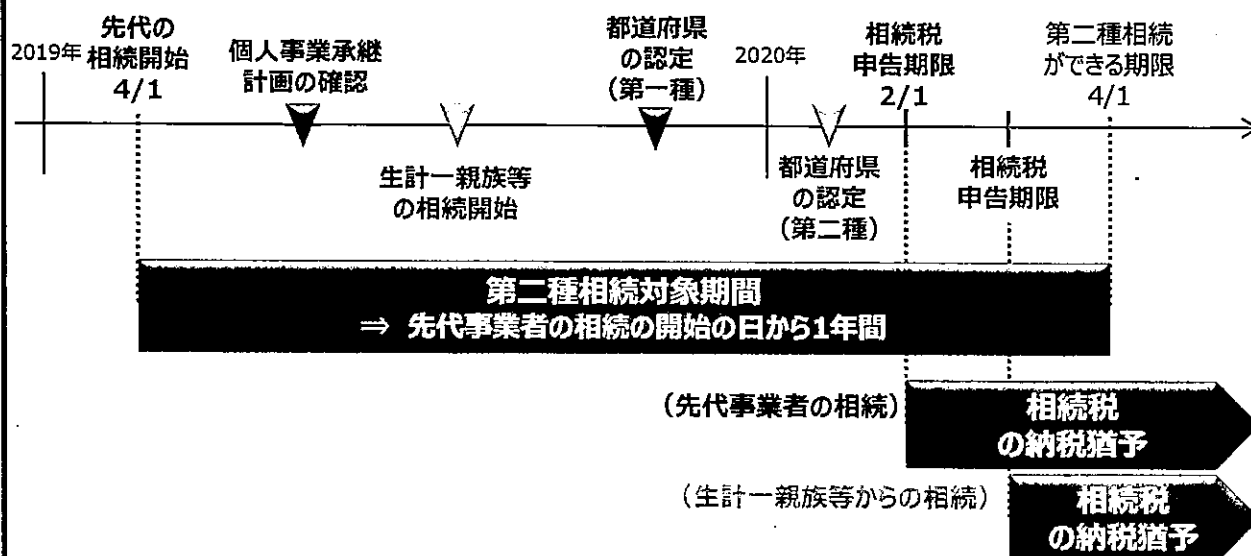 2019年
先代の
相続開始
4/1
個人事業承継
計画の確認
都道府県
の認定
(第一種)
2020年
相続税
申告期限
2/1
第二種相続
ができる期限
4/1
生計一親族等
の相続開始
都道府県
の認定
(第二種)
相続税
申告期限
第二種相続対象期間
⇒ 先代事業者の相続の開始の日から1年間
(先代事業者の相続)
相続税
の納税猶予
(生計一親族等からの相続)
相続税
の納税猶予